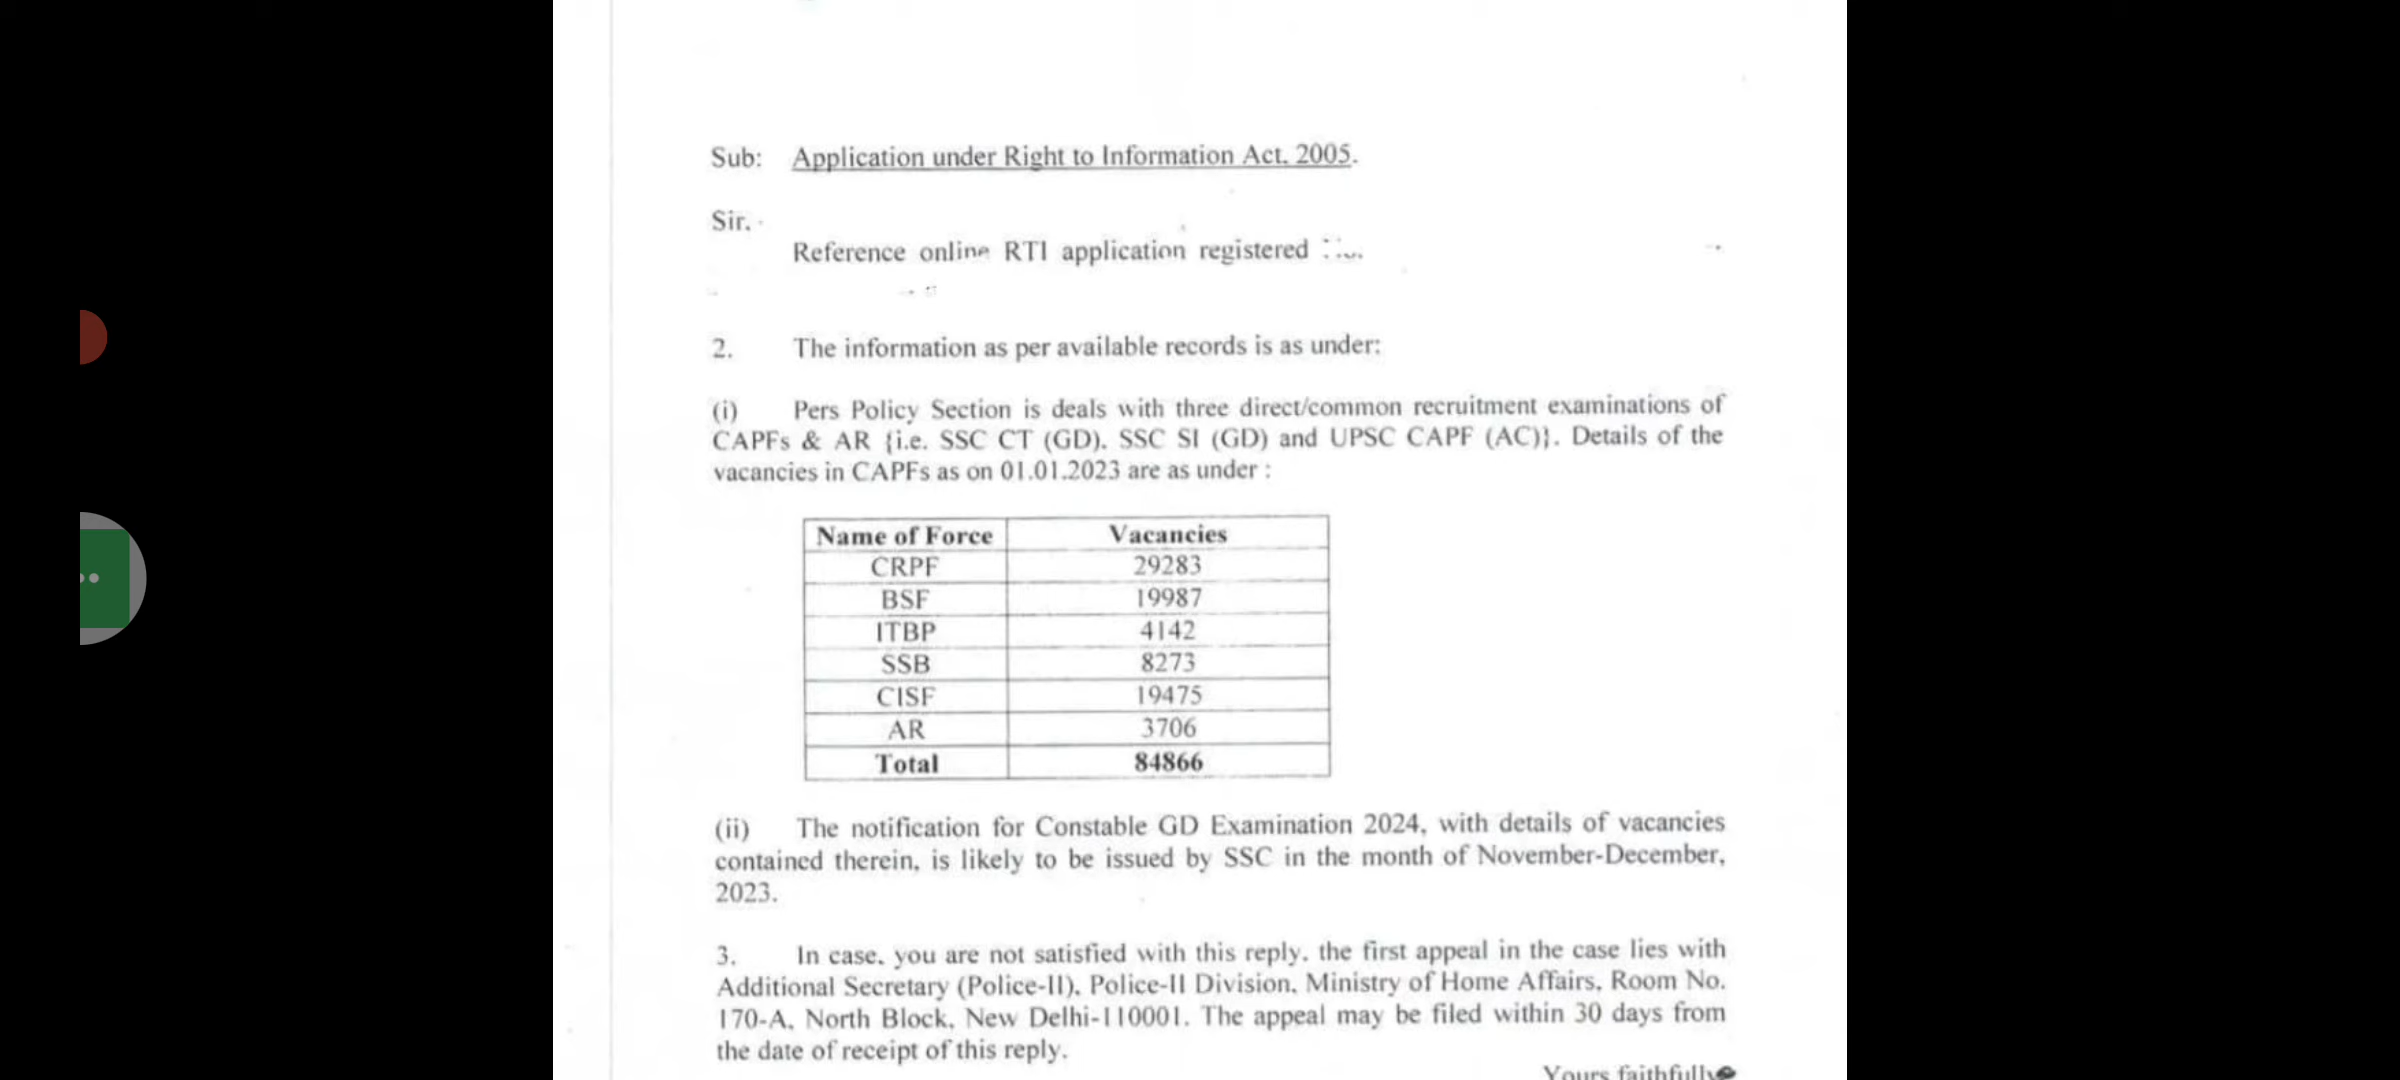 Sub: Application under Right to Information Act, 2005.
Sir,
Reference online RTI application registered
2. The information as per available records is as under:
(i) Pers Policy Section is deals with three direct/common recruitment examinations of
CAPFs & AR {i.e. SSC CT (GD), SSC SI (GD) and UPSC CAPF (AC)}. Details of the
vacancies in CAPFs as on 01.01.2023 are as under :
Name of Force Vacancies
CRPF 29283
BSF 19987
ITBP 4142
SSB 8273
CISF 19475
AR 3706
Total 84866
(ii) The notification for Constable GD Examination 2024, with details of vacancies
contained therein, is likely to be issued by SSC in the month of November-December,
2023.
3. In case, you are not satisfied with this reply, the first appeal in the case lies with
Additional Secretary (Police-II), Police-II Division, Ministry of Home Affairs, Room No.
170-A, North Block, New Delhi-110001. The appeal may be filed within 30 days from
the date of receipt of this reply.
Yours faithfully